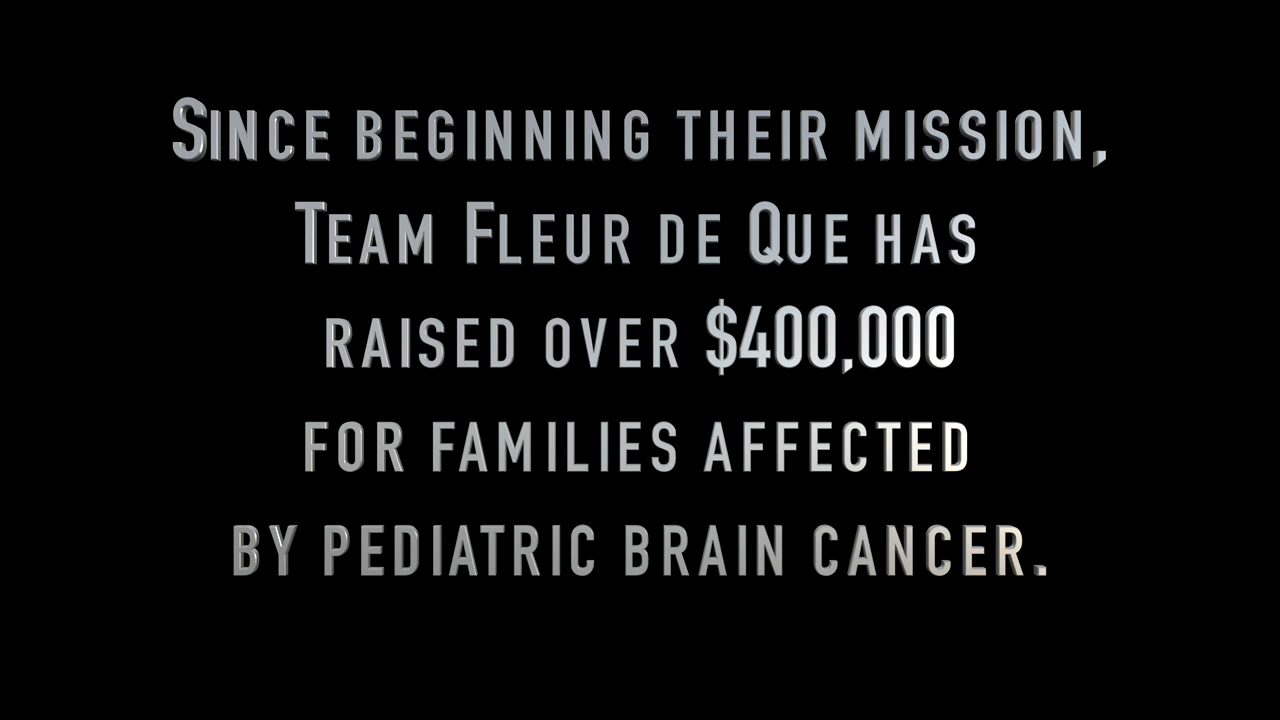 Since beginning their mission,
Team Fleur de Que has
raised over $400,000
for families affected
by pediatric brain cancer.